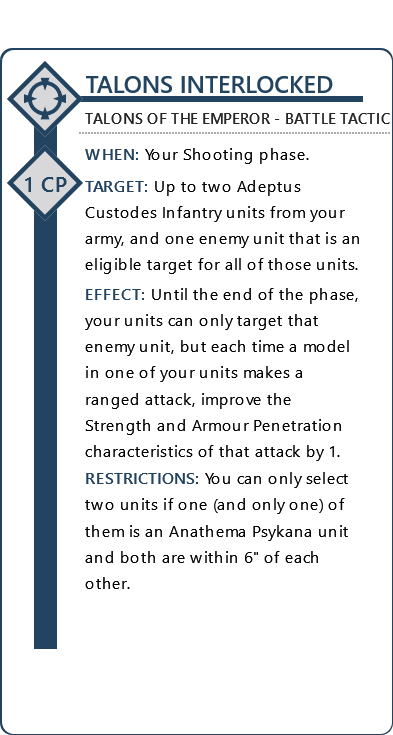 TALONS INTERLOCKED
TALONS OF THE EMPEROR - BATTLE TACTIC
WHEN: Your Shooting phase.
1 CP
TARGET: Up to two Adeptus
Custodes Infantry units from your
army, and one enemy unit that is an
eligible target for all of those units.
EFFECT: Until the end of the phase,
your units can only target that
enemy unit, but each time a model
in one of your units makes a
ranged attack, improve the
Strength and Armour Penetration
characteristics of that attack by 1.
RESTRICTIONS: You can only select
two units if one (and only one) of
them is an Anathema Psykana unit
and both are within 6" of each
other.